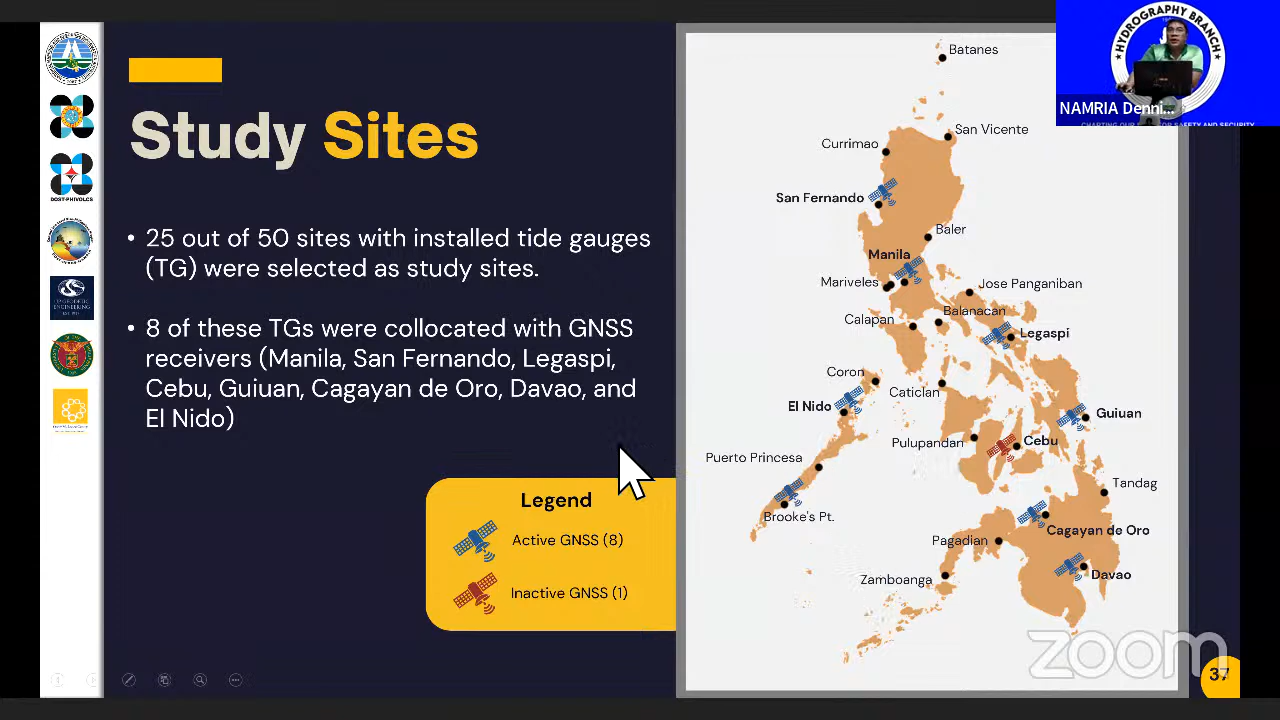 Study Sites
• 25 out of 50 sites with installed tide gauges
(TG) were selected as study sites.
• 8 of these TGs were collocated with GNSS
receivers (Manila, San Fernando, Legaspi,
Cebu, Guiuan, Cagayan de Oro, Davao, and
El Nido)
Legend
Active GNSS (8)
Inactive GNSS (1)
Batanes
San Vicente
Currimao
San Fernando
Baler
Manila
Mariveles
Jose Panganiban
Balanacan
Calapan
Legaspi
Coron
Caticlan
El Nido
Guiuan
Pulupandan
Cebu
Puerto Princesa
Tandag
Brooke's Pt.
Cagayan de Oro
Pagadian
Davao
Zamboanga
zoom
37
HYDROGRAPHY BRANCH
NAMRIA Denni...
DOST-PHIVOLCS